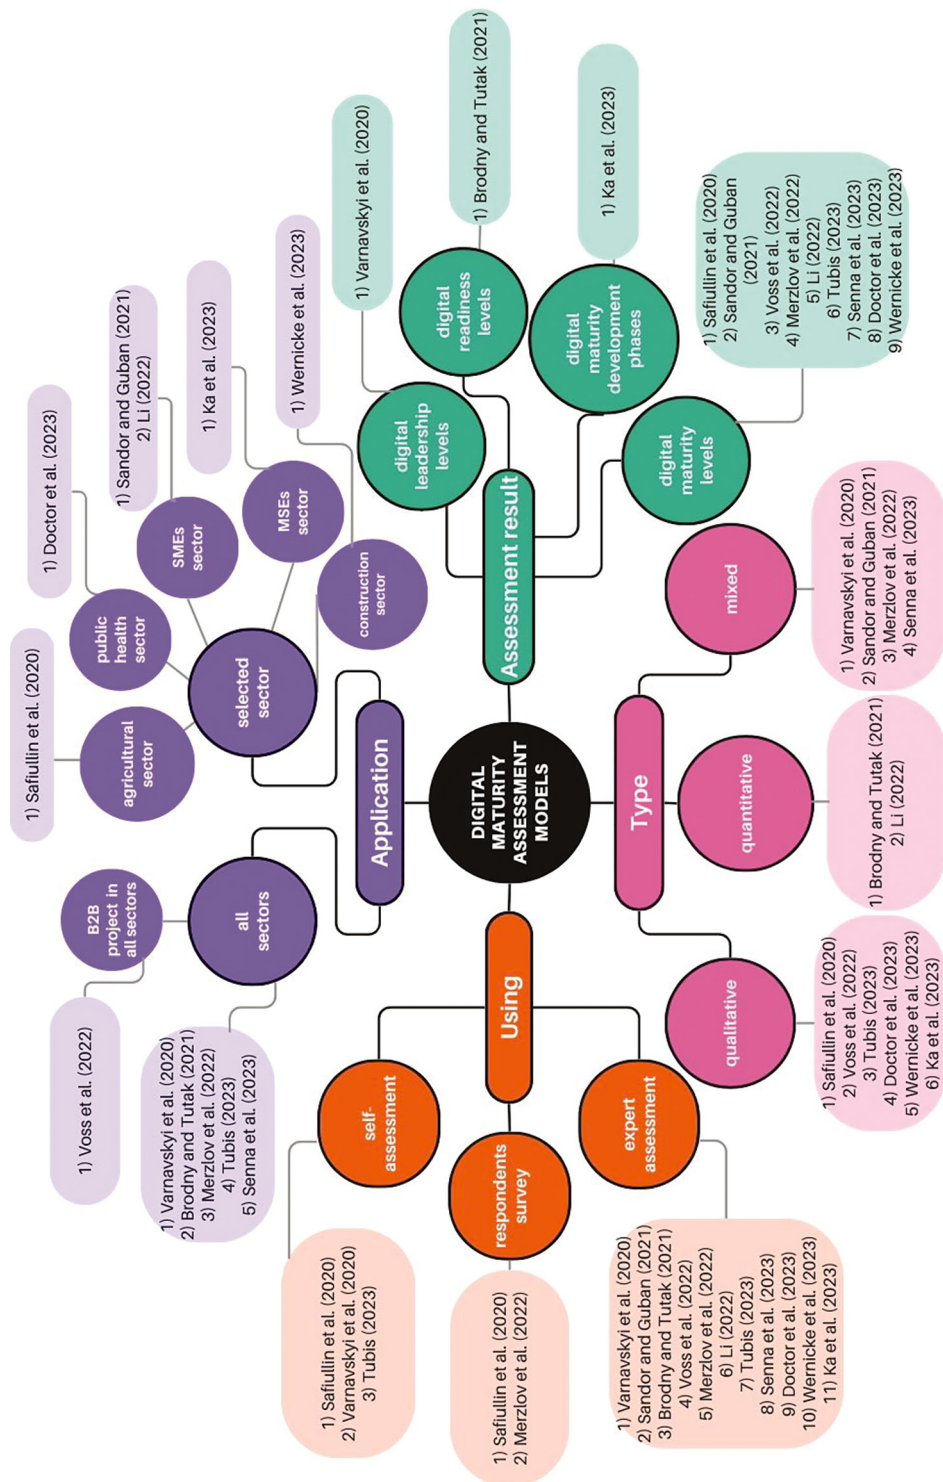 DIGITAL
MATURITY
ASSESSMENT
MODELS
Application
all
sectors
1) Varnavskyi et al. (2020)
2) Brodny and Tutak (2021)
3) Merzlov et al. (2022)
4) Tubis (2023)
5) Senna et al. (2023)
B2B
project in
all sectors
1) Voss et al. (2022)
selected
sector
agricultural
sector
1) Safiullin et al. (2020)
public
health
sector
1) Doctor et al. (2023)
SMEs
sector
1) Sandor and Guban (2021)
2) Li (2022)
MSEs
sector
1) Ka et al. (2023)
construction
sector
1) Wernicke et al. (2023)
Assessment result
digital
leadership
levels
1) Varnavskyi et al. (2020)
digital
readiness
levels
1) Brodny and Tutak (2021)
digital
maturity
development
phases
1) Ka et al. (2023)
digital
maturity
levels
1) Safiullin et al. (2020)
2) Sandor and Guban
(2021)
3) Voss et al. (2022)
4) Merzlov et al. (2022)
5) Li (2022)
6) Tubis (2023)
7) Senna et al. (2023)
8) Doctor et al. (2023)
9) Wernicke et al. (2023)
Using
self-
assessment
1) Safiullin et al. (2020)
2) Varnavskyi et al. (2020)
3) Tubis (2023)
respondents
survey
1) Safiullin et al. (2020)
2) Merzlov et al. (2022)
expert
assessment
1) Varnavskyi et al. (2020)
2) Sandor and Guban (2021)
3) Brodny and Tutak (2021)
4) Voss et al. (2022)
5) Merzlov et al. (2022)
6) Li (2022)
7) Tubis (2023)
8) Senna et al. (2023)
9) Doctor et al. (2023)
10) Wernicke et al. (2023)
11) Ka et al. (2023)
Type
qualitative
1) Safiullin et al. (2020)
2) Voss et al. (2022)
3) Tubis (2023)
4) Doctor et al. (2023)
5) Wernicke et al. (2023)
6) Ka et al. (2023)
quantitative
1) Brodny and Tutak (2021)
2) Li (2022)
mixed
1) Varnavskyi et al. (2020)
2) Sandor and Guban (2021)
3) Merzlov et al. (2022)
4) Senna et al. (2023)